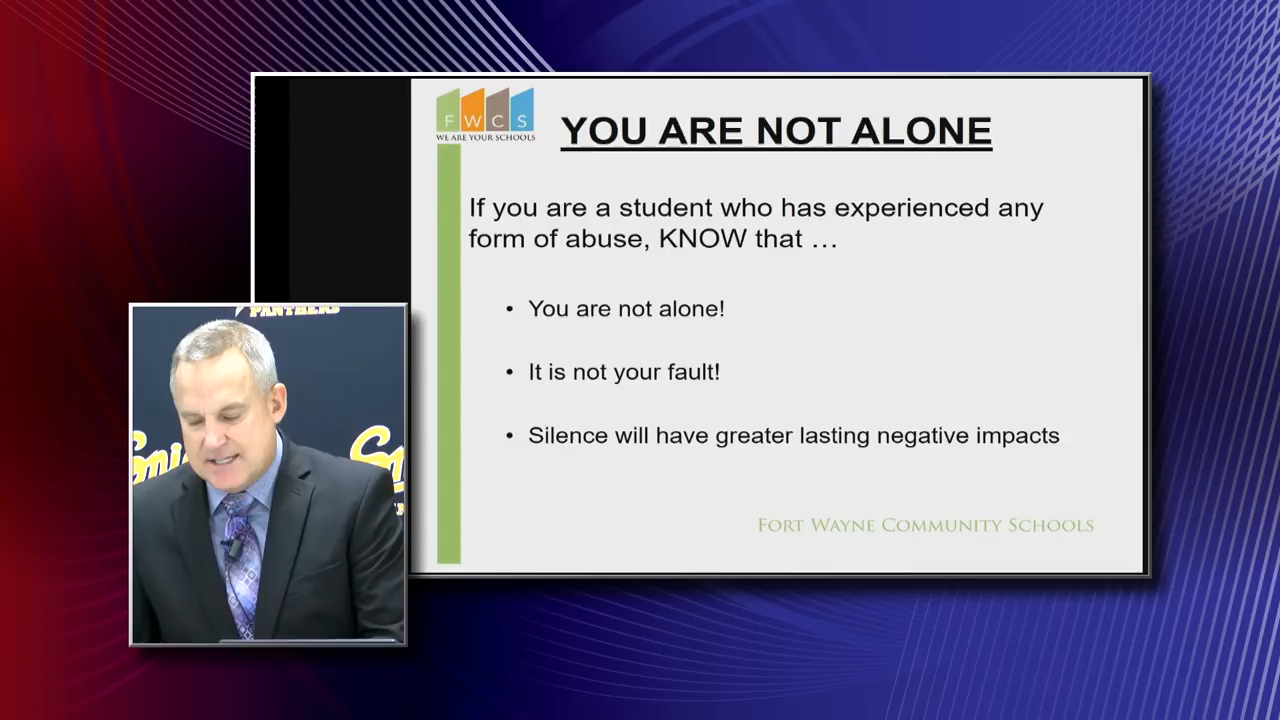 F W C S
WE ARE YOUR SCHOOLS
YOU ARE NOT ALONE
If you are a student who has experienced any
form of abuse, KNOW that …
• You are not alone!
• It is not your fault!
• Silence will have greater lasting negative impacts
FORT WAYNE COMMUNITY SCHOOLS
PANTHERS